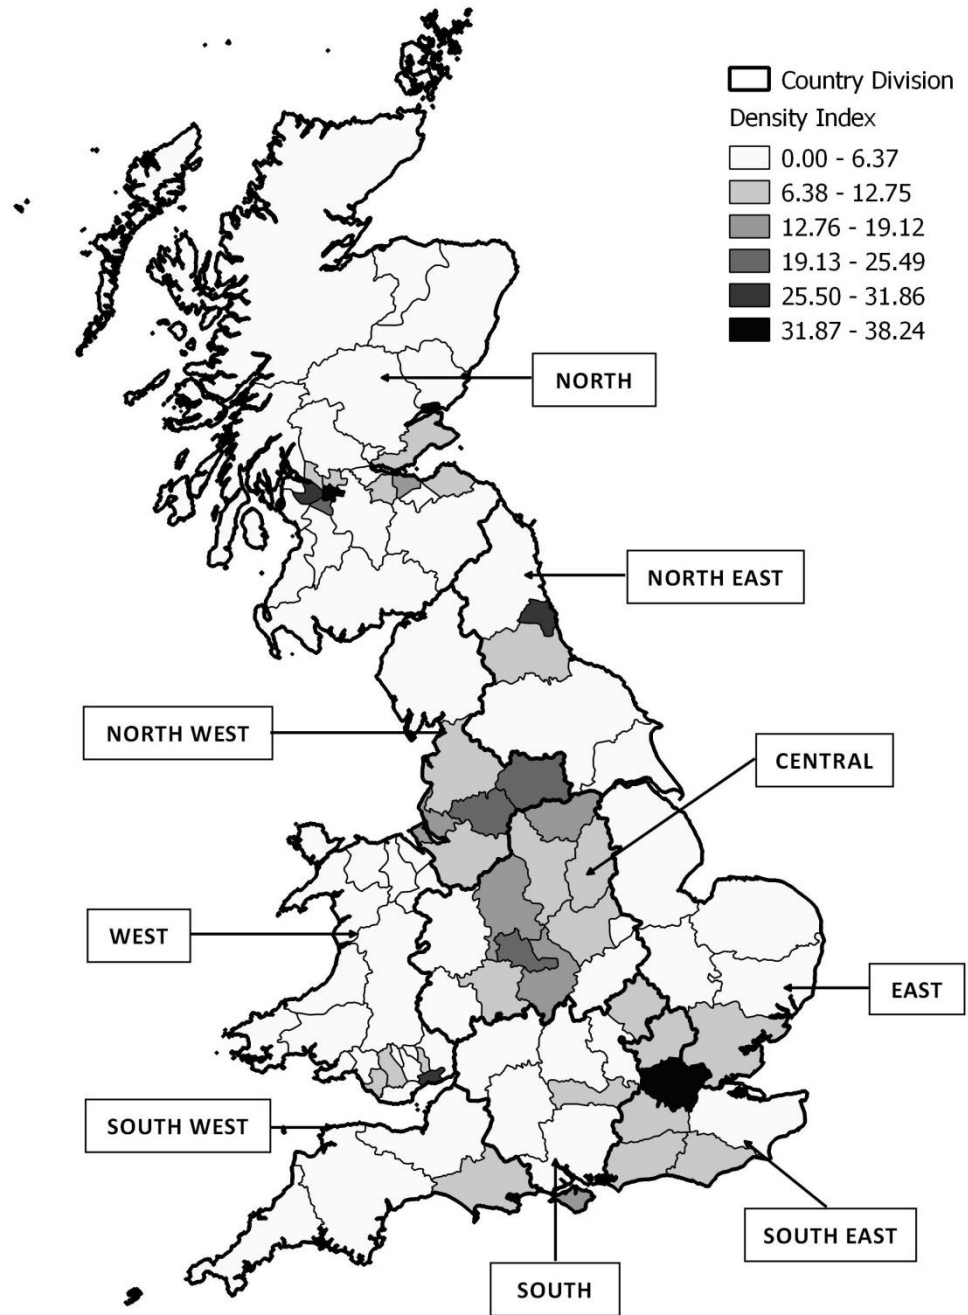 Country Division
Density Index
0.00 - 6.37
6.38 - 12.75
12.76 - 19.12
19.13 - 25.49
25.50 - 31.86
31.87 - 38.24
NORTH
NORTH EAST
NORTH WEST
CENTRAL
WEST
EAST
SOUTH WEST
SOUTH EAST
SOUTH